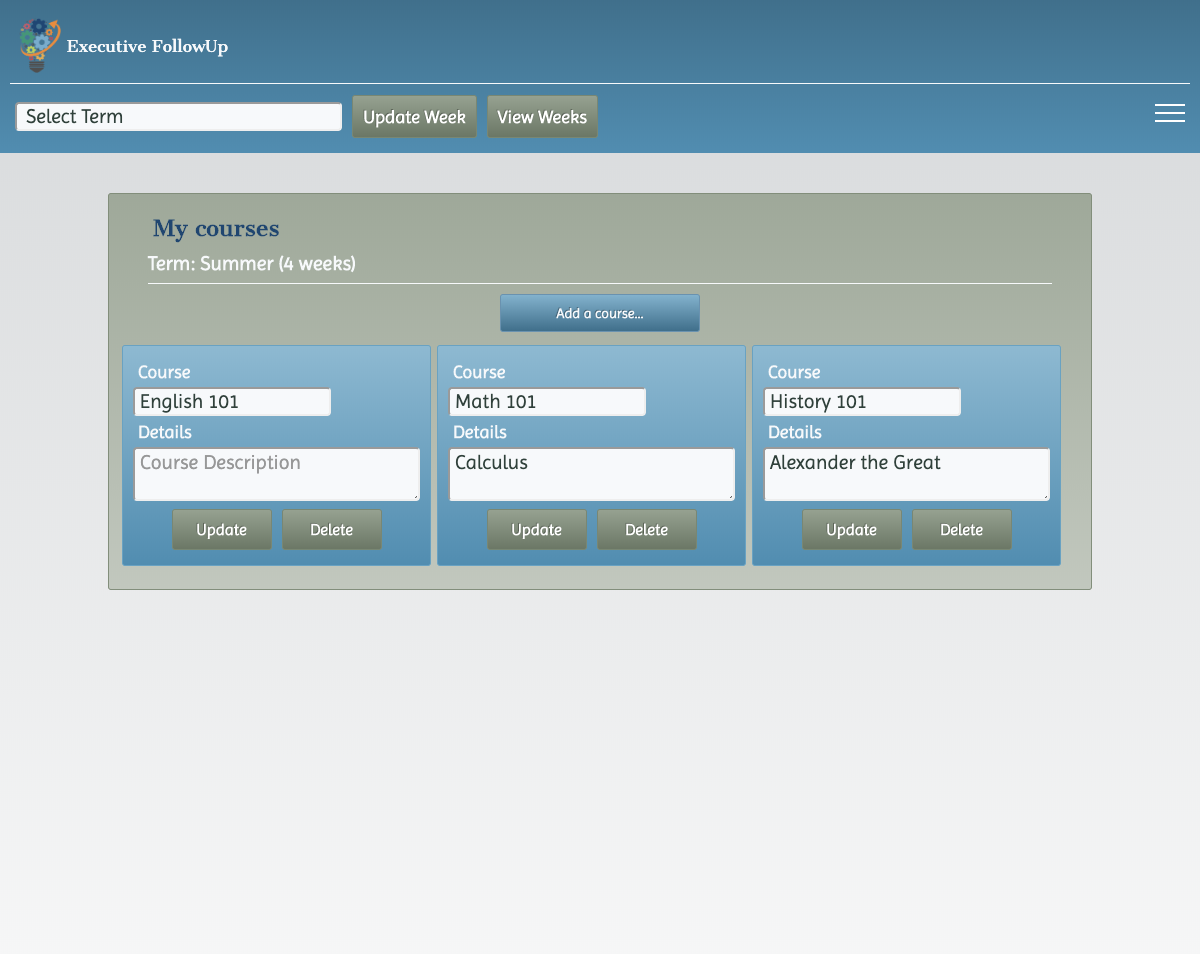 Executive FollowUp
Select Term
Update Week
View Weeks
My courses
Term: Summer (4 weeks)
Add a course...
Course
English 101
Details
Course Description
Update
Delete
Course
Math 101
Details
Calculus
Update
Delete
Course
History 101
Details
Alexander the Great
Update
Delete